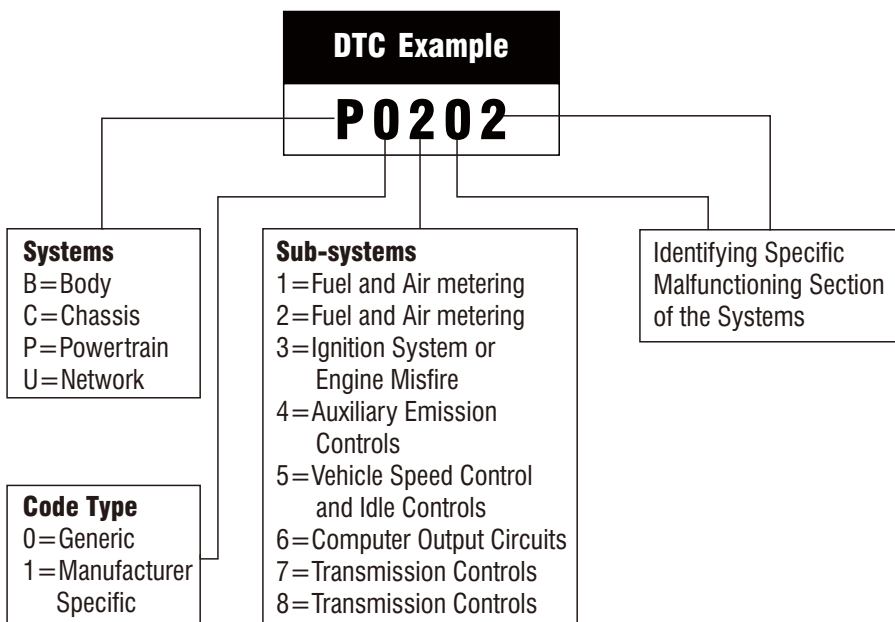 DTC Example
P0202
Systems
B=Body
C=Chassis
P=Powertrain
U=Network
Code Type
0=Generic
1=Manufacturer
Specific
Sub-systems
1=Fuel and Air metering
2=Fuel and Air metering
3=Ignition System or
Engine Misfire
4=Auxiliary Emission
Controls
5=Vehicle Speed Control
and Idle Controls
6=Computer Output Circuits
7=Transmission Controls
8=Transmission Controls
Identifying Specific
Malfunctioning Section
of the Systems